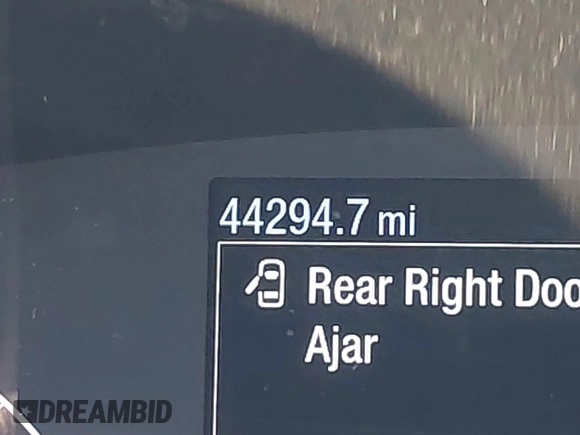 44294.7 mi
Rear Right Doo
Ajar
DREAMBID